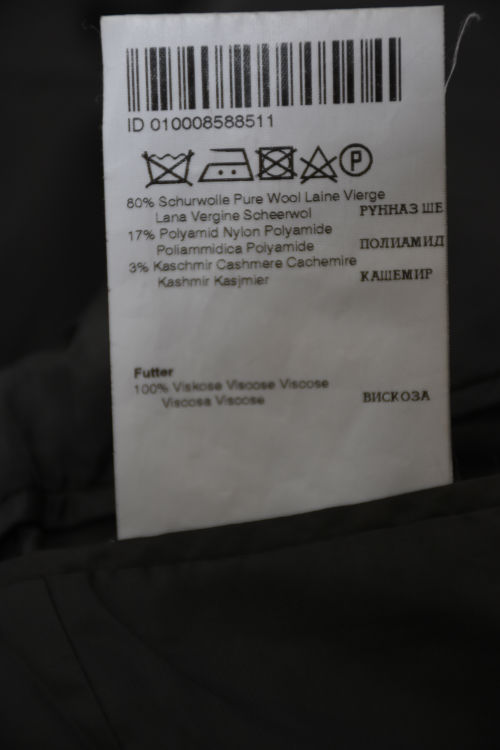 ID 010008588511
P
80% Schurwolle Pure Wool Laine Vierge
Lana Vergine Scheerwol
РУННАЗ ШЕ
17% Polyamid Nylon Polyamide
Poliammidica Polyamide
ПОЛИАМИД
3% Kaschmir Cashmere Cachemire
Kashmir Kasjmier
КАШЕМИР
Futter
100% Viskose Viscose Viscose
Viscosa Viscose
ВИСКОЗА